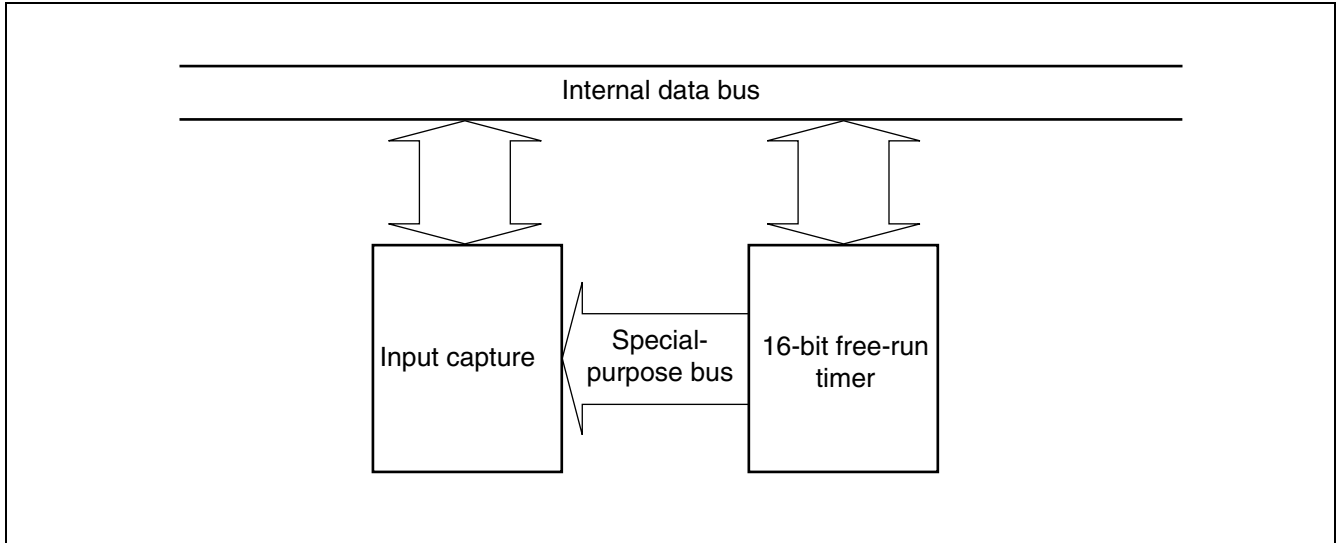 Internal data bus
Input capture
Special-
purpose bus
16-bit free-run
timer